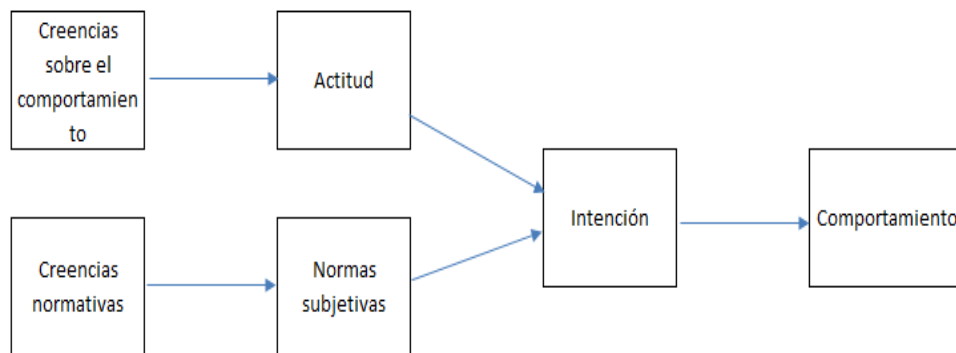 Creencias
sobre el
comportamien
to
Actitud
Intención
Comportamiento
Creencias
normativas
Normas
subjetivas